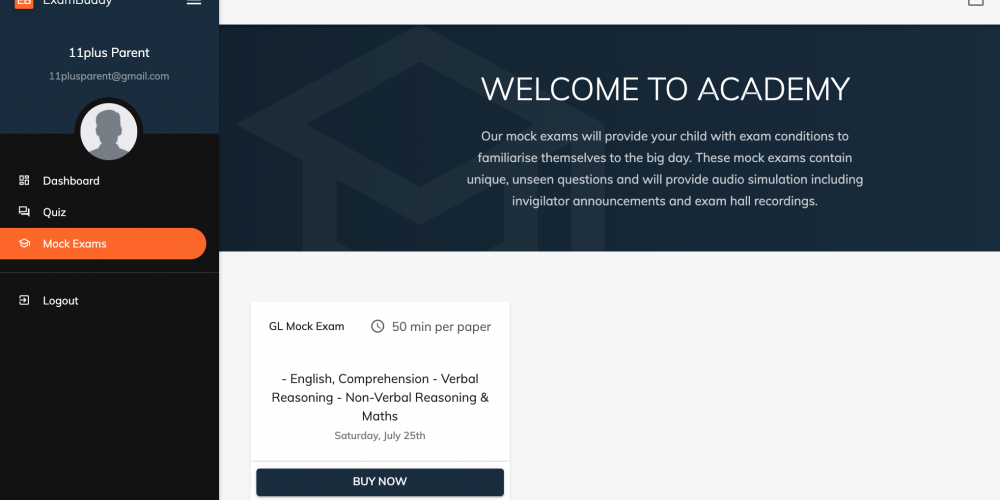 EB ExamBuddy
11plus Parent
11plusparent@gmail.com
Dashboard
Quiz
Mock Exams
Logout
WELCOME TO ACADEMY
Our mock exams will provide your child with exam conditions to
familiarise themselves to the big day. These mock exams contain
unique, unseen questions and will provide audio simulation including
invigilator announcements and exam hall recordings.
GL Mock Exam 50 min per paper
- English, Comprehension - Verbal
Reasoning - Non-Verbal Reasoning &
Maths
Saturday, July 25th
BUY NOW